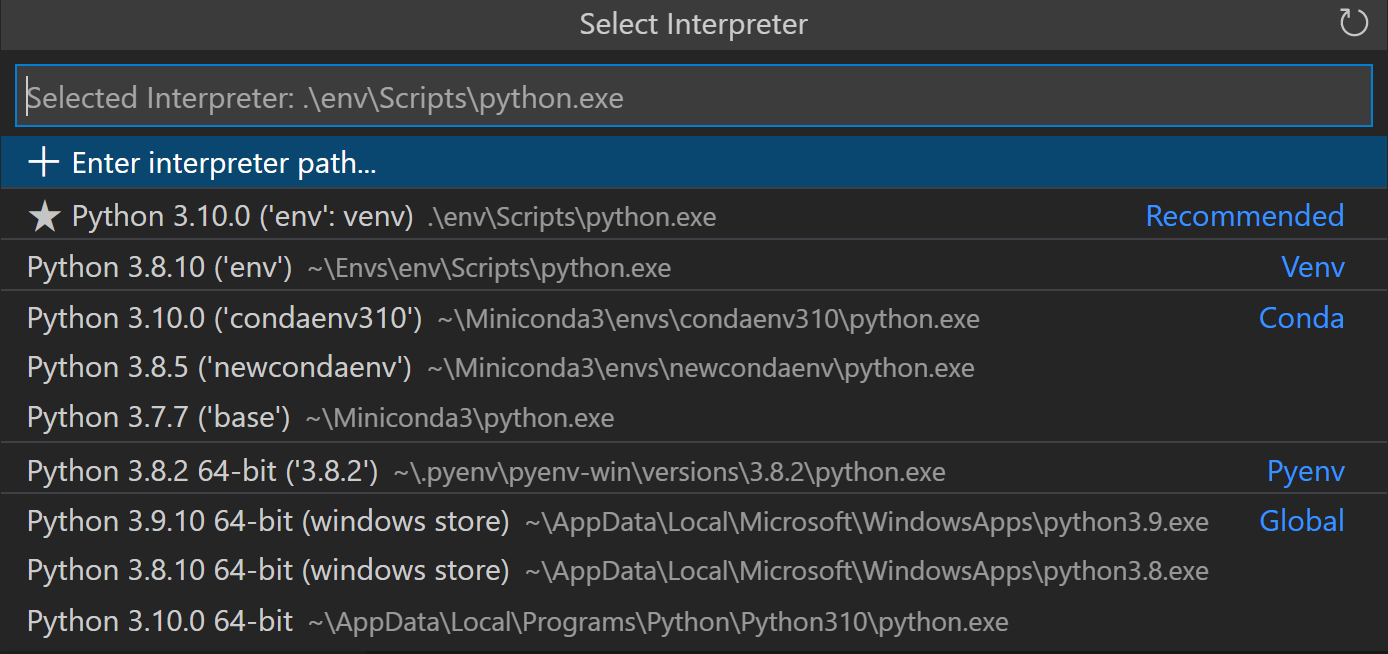 Select Interpreter
Selected Interpreter: .\env\Scripts\python.exe
Enter interpreter path...
Python 3.10.0 ('env': venv) .\env\Scripts\python.exe Recommended
Python 3.8.10 ('env') ~\Envs\env\Scripts\python.exe Venv
Python 3.10.0 ('condaenv310') ~\Miniconda3\envs\condaenv310\python.exe Conda
Python 3.8.5 ('newcondaenv') ~\Miniconda3\envs\newcondaenv\python.exe
Python 3.7.7 ('base') ~\Miniconda3\python.exe
Python 3.8.2 64-bit ('3.8.2') ~\.pyenv\pyenv-win\versions\3.8.2\python.exe Pyenv
Python 3.9.10 64-bit (windows store) ~\AppData\Local\Microsoft\WindowsApps\python3.9.exe Global
Python 3.8.10 64-bit (windows store) ~\AppData\Local\Microsoft\WindowsApps\python3.8.exe
Python 3.10.0 64-bit ~\AppData\Local\Programs\Python\Python310\python.exe